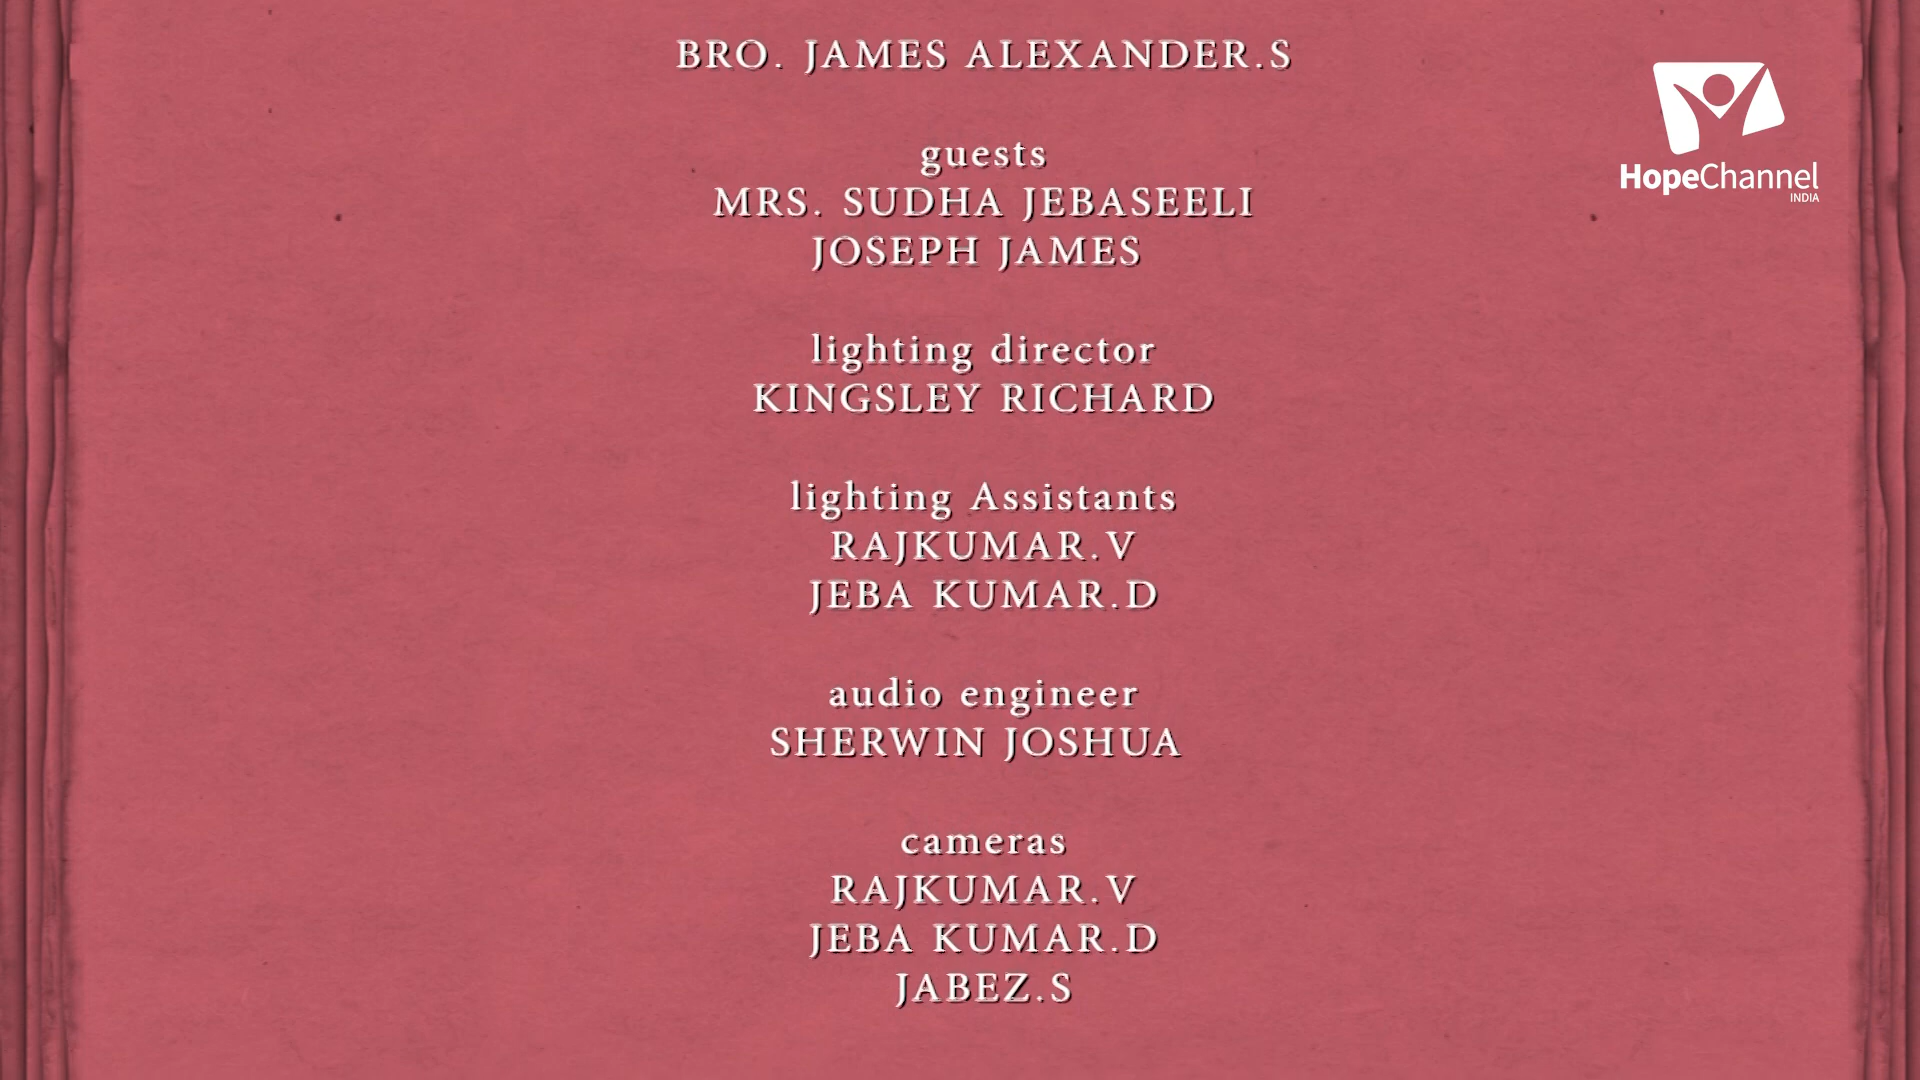 BRO. JAMES ALEXANDER.S
guests
MRS. SUDHA JEBASEELI
JOSEPH JAMES
lighting director
KINGSLEY RICHARD
lighting Assistants
RAJKUMAR.V
JEBA KUMAR.D
audio engineer
SHERWIN JOSHUA
cameras
RAJKUMAR.V
JEBA KUMAR.D
JABEZ.S
HopeChannel
INDIA